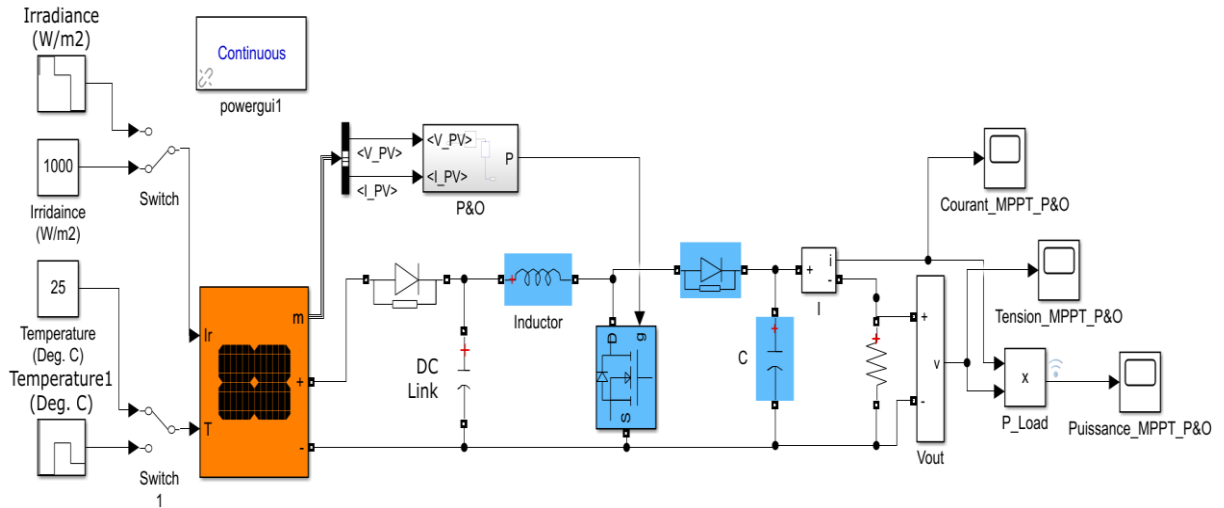 Irradiance
(W/m2)
Continuous
powergui1
1000
Irridaince
(W/m2)
Switch
<V_PV>
<I_PV>
<V_PV>
<I_PV>
P
P&O
Courant_MPPT_P&O
25
Temperature
(Deg. C)
Temperature1
(Deg. C)
Switch
1
Ir
T
m
+
-
+
DC
Link
+
Inductor
D
g
S
+
C
+
i
-
I
+
+
-
v
Vout
Tension_MPPT_P&O
x
P_Load
Puissance_MPPT_P&O